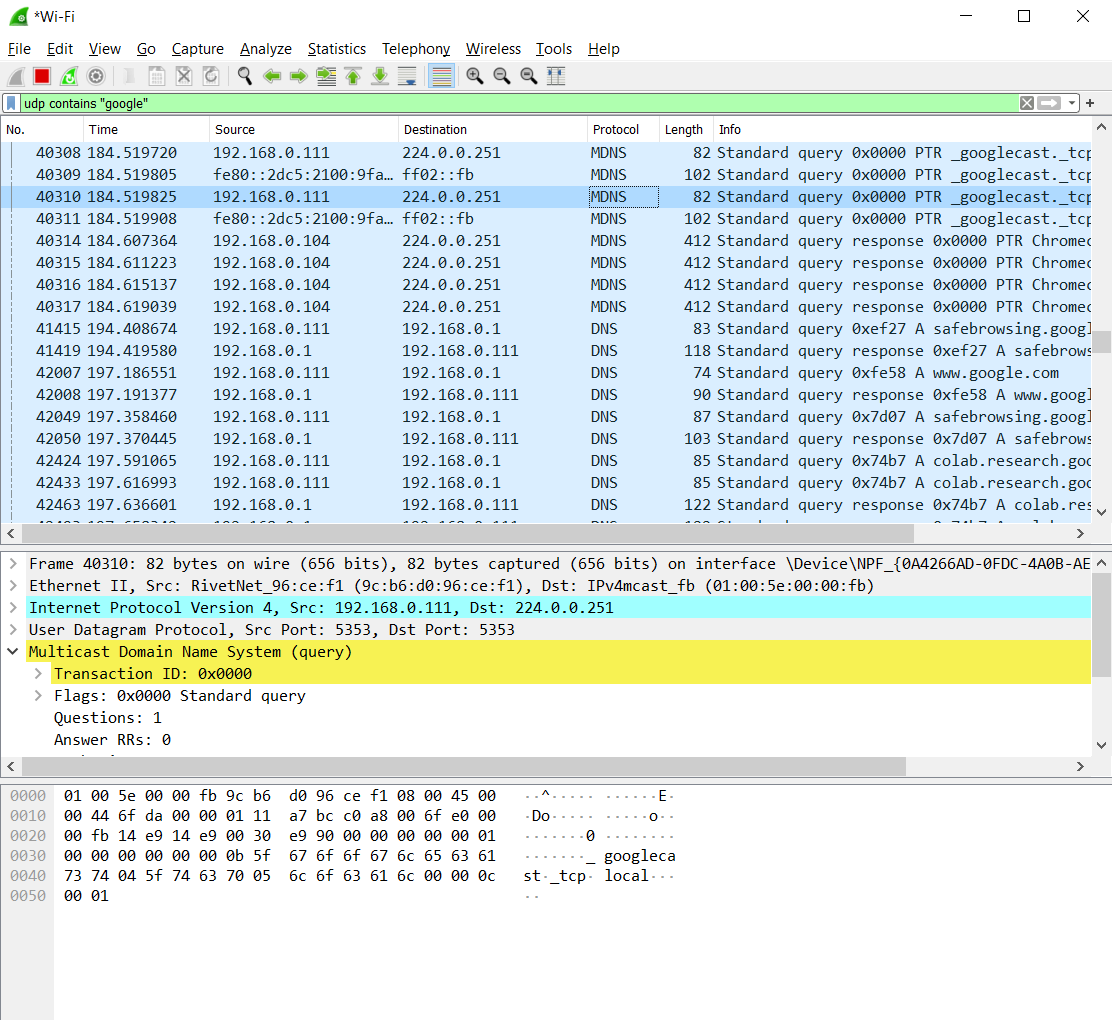 *Wi-Fi
File Edit View Go Capture Analyze Statistics Telephony Wireless Tools Help
udp contains "google"
No. Time Source Destination Protocol Length Info
40308 184.519720 192.168.0.111 224.0.0.251 MDNS 82 Standard query 0x0000 PTR _googlecast._tcp
40309 184.519805 fe80::2dc5:2100:9fa… ff02::fb MDNS 102 Standard query 0x0000 PTR _googlecast._tcp
40310 184.519825 192.168.0.111 224.0.0.251 MDNS 82 Standard query 0x0000 PTR _googlecast._tcp
40311 184.519908 fe80::2dc5:2100:9fa… ff02::fb MDNS 102 Standard query 0x0000 PTR _googlecast._tcp
40314 184.607364 192.168.0.104 224.0.0.251 MDNS 412 Standard query response 0x0000 PTR Chromec
40315 184.611223 192.168.0.104 224.0.0.251 MDNS 412 Standard query response 0x0000 PTR Chromec
40316 184.615137 192.168.0.104 224.0.0.251 MDNS 412 Standard query response 0x0000 PTR Chromec
40317 184.619039 192.168.0.104 224.0.0.251 MDNS 412 Standard query response 0x0000 PTR Chromec
41415 194.408674 192.168.0.111 192.168.0.1 DNS 83 Standard query 0xef27 A safebrowsing.googl
41419 194.419580 192.168.0.1 192.168.0.111 DNS 118 Standard query response 0xef27 A safebrows
42007 197.186551 192.168.0.111 192.168.0.1 DNS 74 Standard query 0xfe58 A www.google.com
42008 197.191377 192.168.0.1 192.168.0.111 DNS 90 Standard query response 0xfe58 A www.googl
42049 197.358460 192.168.0.111 192.168.0.1 DNS 87 Standard query 0x7d07 A safebrowsing.googl
42050 197.370445 192.168.0.1 192.168.0.111 DNS 103 Standard query response 0x7d07 A safebrows
42424 197.591065 192.168.0.111 192.168.0.1 DNS 85 Standard query 0x74b7 A colab.research.goo
42433 197.616993 192.168.0.111 192.168.0.1 DNS 85 Standard query 0x74b7 A colab.research.goo
42463 197.636601 192.168.0.1 192.168.0.111 DNS 122 Standard query response 0x74b7 A colab.res
Frame 40310: 82 bytes on wire (656 bits), 82 bytes captured (656 bits) on interface \Device\NPF_{0A4266AD-0FDC-4A0B-AE
Ethernet II, Src: RivetNet_96:ce:f1 (9c:b6:d0:96:ce:f1), Dst: IPv4mcast_fb (01:00:5e:00:00:fb)
Internet Protocol Version 4, Src: 192.168.0.111, Dst: 224.0.0.251
User Datagram Protocol, Src Port: 5353, Dst Port: 5353
Multicast Domain Name System (query)
Transaction ID: 0x0000
Flags: 0x0000 Standard query
Questions: 1
Answer RRs: 0
0000 01 00 5e 00 00 fb 9c b6 d0 96 ce f1 08 00 45 00 ··^····· ······E·
0010 00 44 6f da 00 00 01 11 a7 bc c0 a8 00 6f e0 00 ·Do····· ·····o··
0020 00 fb 14 e9 14 e9 00 30 e9 90 00 00 00 00 00 01 ·······0 ········
0030 00 00 00 00 00 00 0b 5f 67 6f 6f 67 6c 65 63 61 ·······_ googleca
0040 73 74 04 5f 74 63 70 05 6c 6f 63 61 6c 00 00 0c st·_tcp· local···
0050 00 01 ··